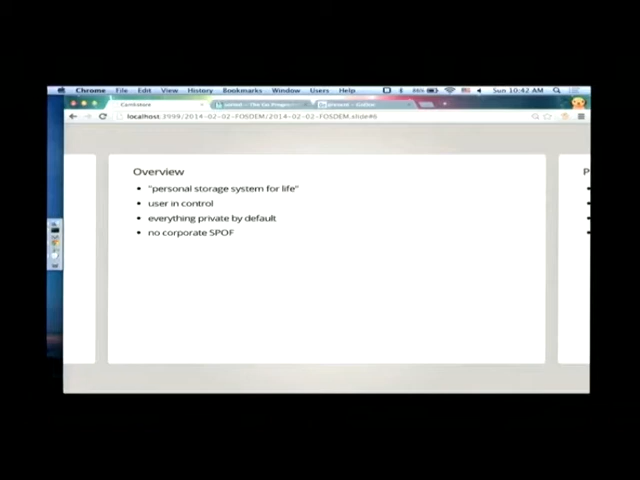 Chrome File Edit View History Bookmarks Window Users Help Sun 10:42 AM
Camlistore
localhost:3999/2014-02-02-FOSDEM/2014-02-02-FOSDEM.slide#6
Overview
P
• "personal storage system for life"
• user in control
• everything private by default
• no corporate SPOF